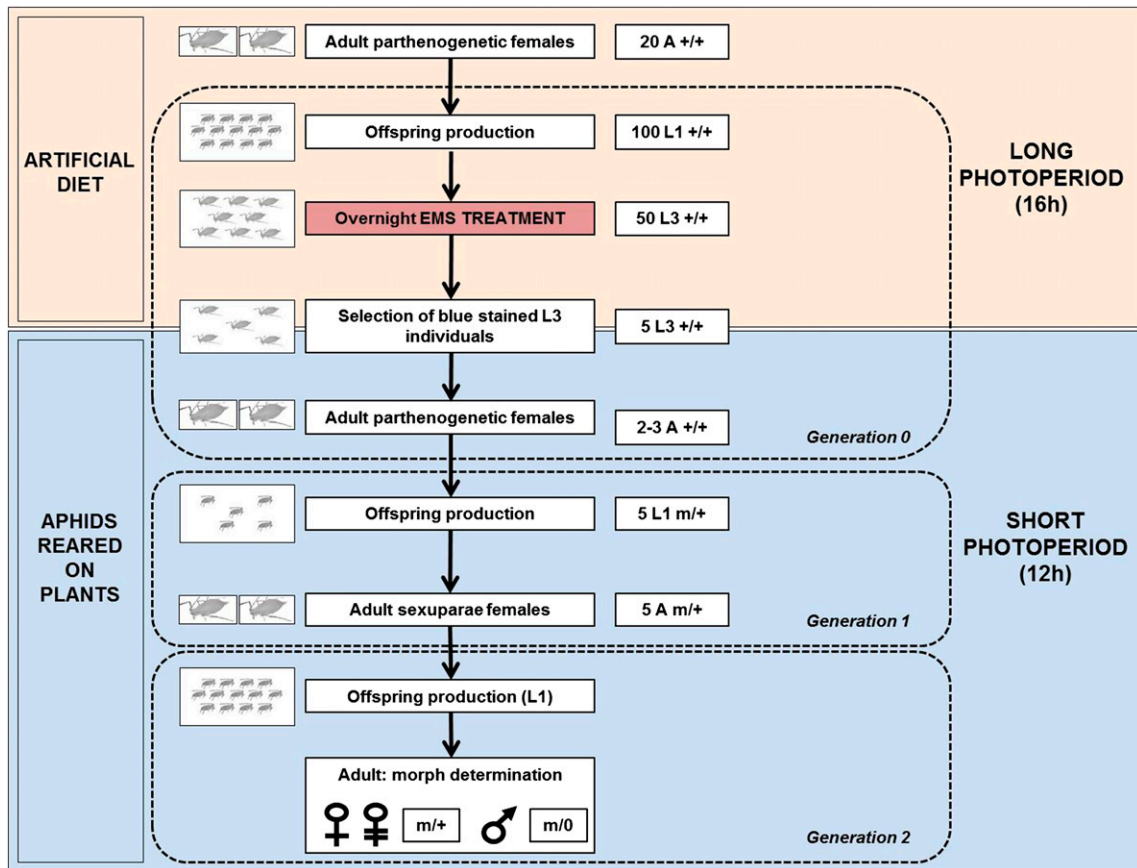 Adult parthenogenetic females
20 A +/+
Offspring production
100 L1 +/+
ARTIFICIAL
DIET
LONG
PHOTOPERIOD
(16h)
Overnight EMS TREATMENT
50 L3 +/+
Selection of blue stained L3
individuals
5 L3 +/+
Adult parthenogenetic females
2-3 A +/+
Generation 0
Offspring production
5 L1 m/+
APHIDS
REARED
ON
PLANTS
SHORT
PHOTOPERIOD
(12h)
Adult sexuparae females
5 A m/+
Generation 1
Offspring production (L1)
Adult: morph determination
m/+
m/0
Generation 2